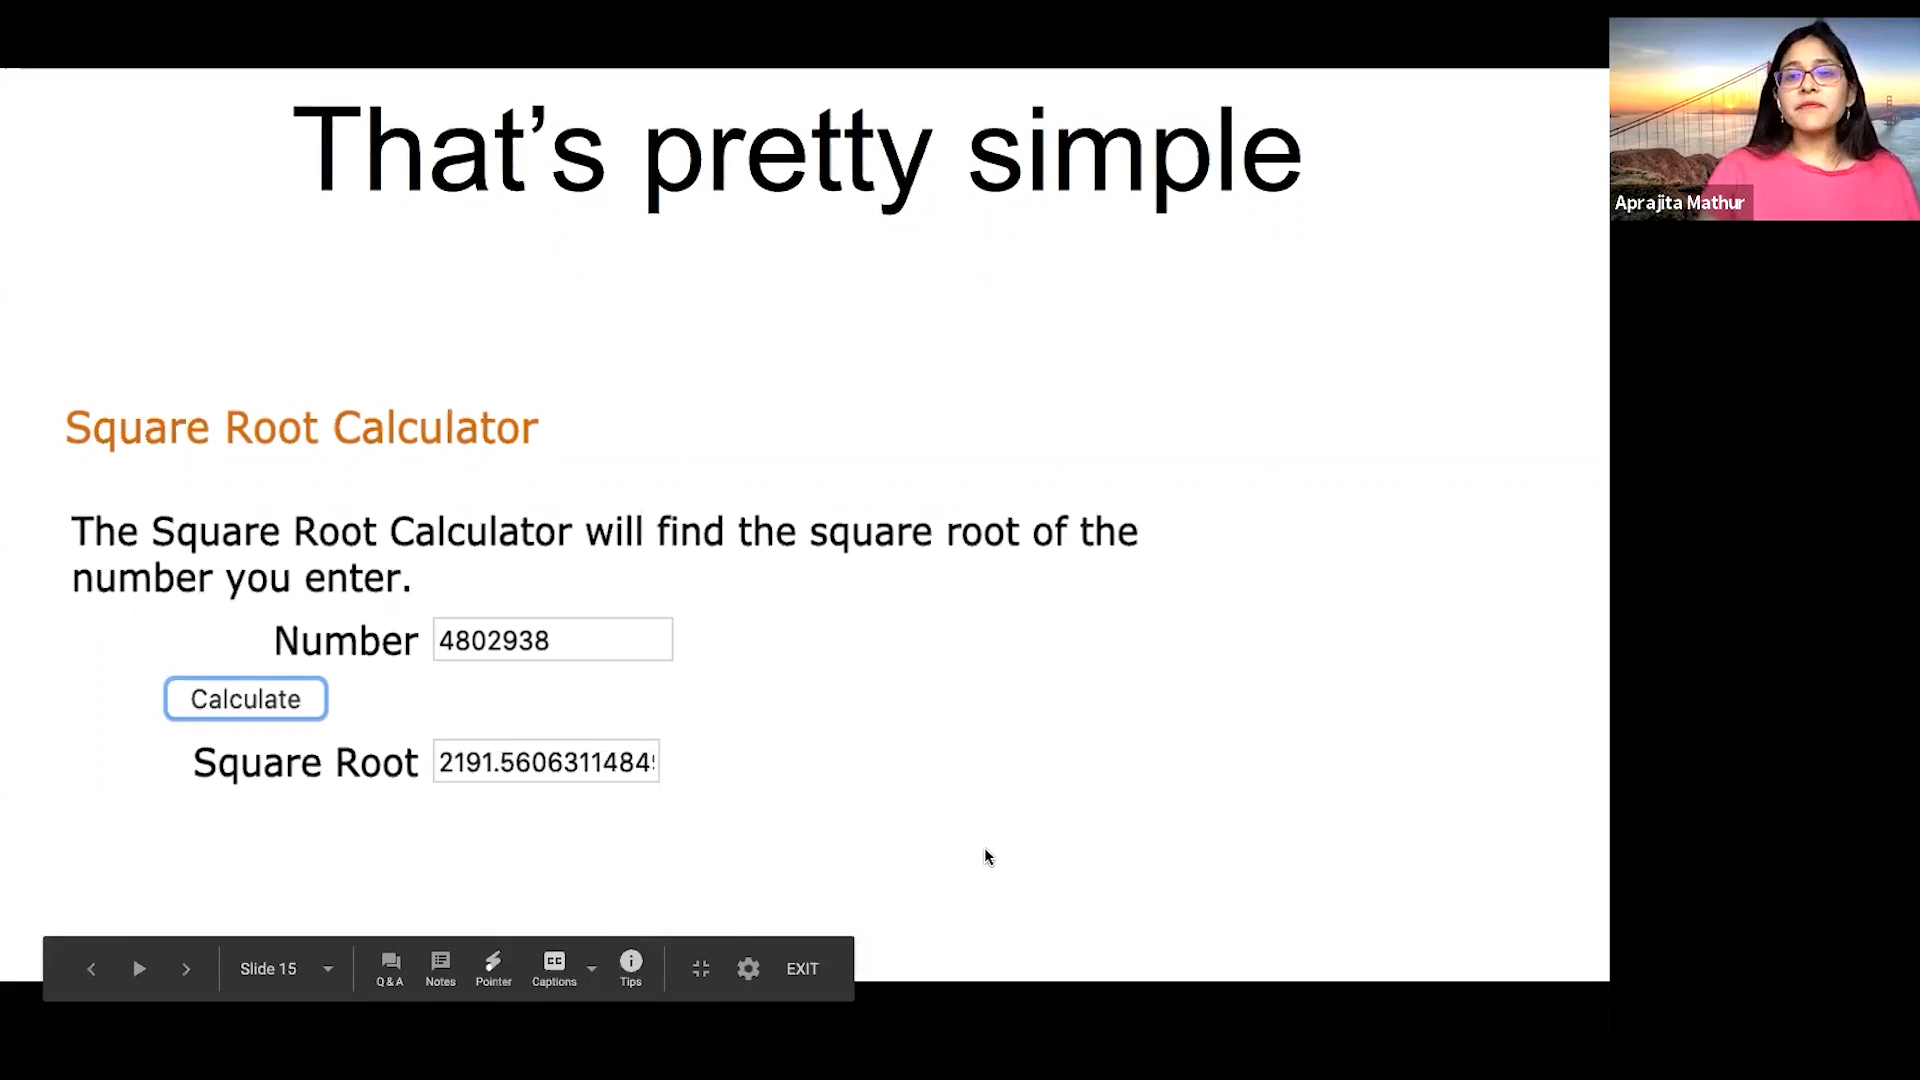 That’s pretty simple
Aprajita Mathur
Square Root Calculator
The Square Root Calculator will find the square root of the
number you enter.
Number 4802938
Calculate
Square Root 2191.5606311484
Slide 15
Q & A Notes Pointer Captions Tips EXIT